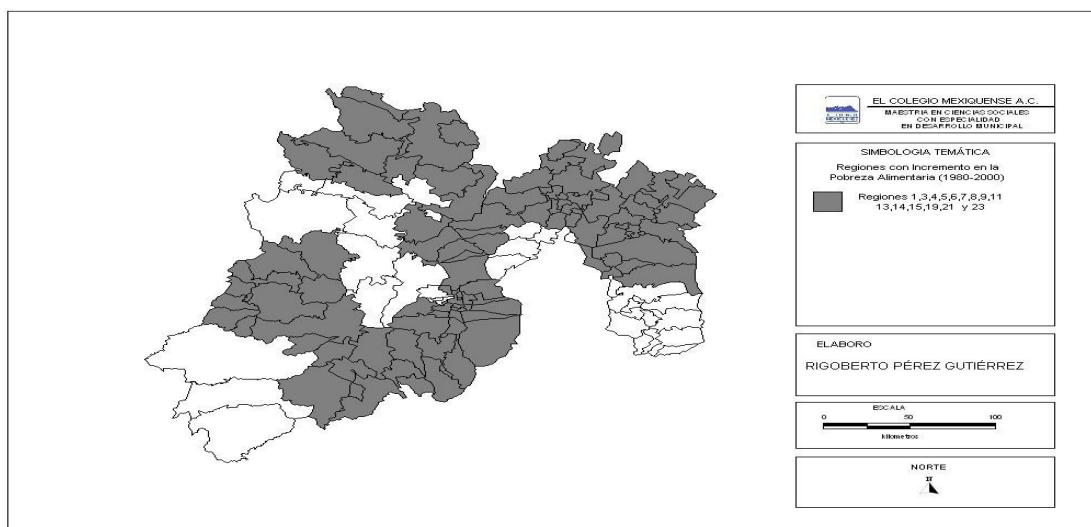 EL COLEGIO MEXIQUENSE A.C.
MAESTRIA EN CIENCIAS SOCIALES
CON ESPECIALIDAD
EN DESARROLLO MUNICIPAL
SIMBOLOGIA TEMÁTICA
Regiones con Incremento en la
Pobreza Alimentaria (1980-2000)
Regiones 1,3,4,5,6,7,8,9,11
13,14,15,19,21 y 23
ELABORO
RIGOBERTO PÉREZ GUTIÉRREZ
ESCALA
0 50 100
kilometros
NORTE
N